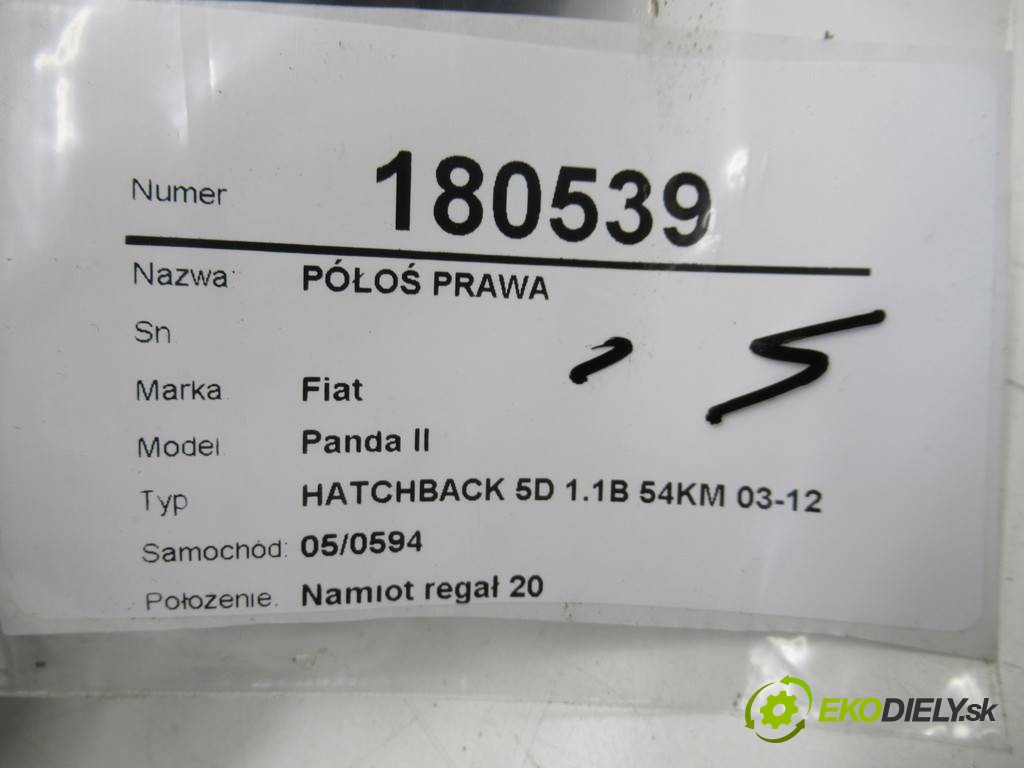 Numer 180539
Nazwa: PÓŁOŚ PRAWA
Sn
Marka Fiat
Model Panda II
Typ HATCHBACK 5D 1.1B 54KM 03-12
Samochód: 05/0594
Położenie. Namiot regał 20
EKODIELY.sk